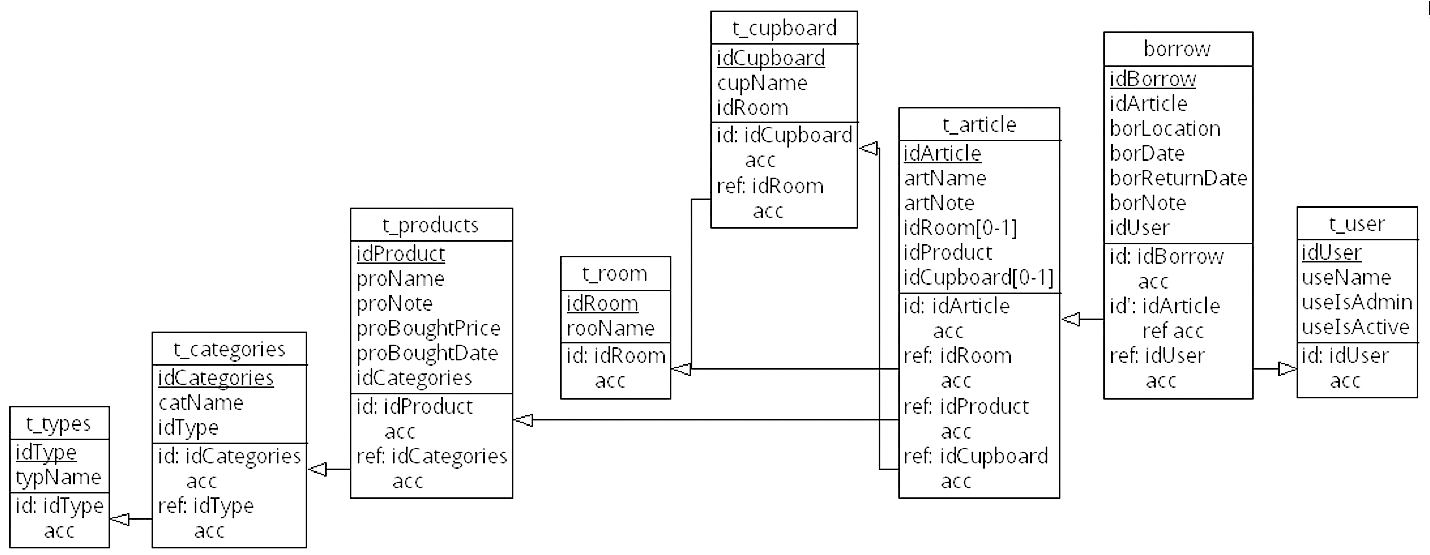 t_cupboard
idCupboard
cupName
idRoom
id: idCupboard
acc
ref: idRoom
acc
borrow
idBorrow
idArticle
borLocation
borDate
borReturnDate
borNote
idUser
id: idBorrow
acc
id': idArticle
ref acc
ref: idUser
acc
t_article
idArticle
artName
artNote
idRoom[0-1]
idProduct
idCupboard[0-1]
id: idArticle
acc
ref: idRoom
acc
ref: idProduct
acc
ref: idCupboard
acc
t_user
idUser
useName
useIsAdmin
useIsActive
id: idUser
acc
t_products
idProduct
proName
proNote
proBoughtPrice
proBoughtDate
idCategories
id: idProduct
acc
ref: idCategories
acc
t_room
idRoom
rooName
id: idRoom
acc
t_categories
idCategories
catName
idType
id: idCategories
acc
ref: idType
acc
t_types
idType
typName
id: idType
acc